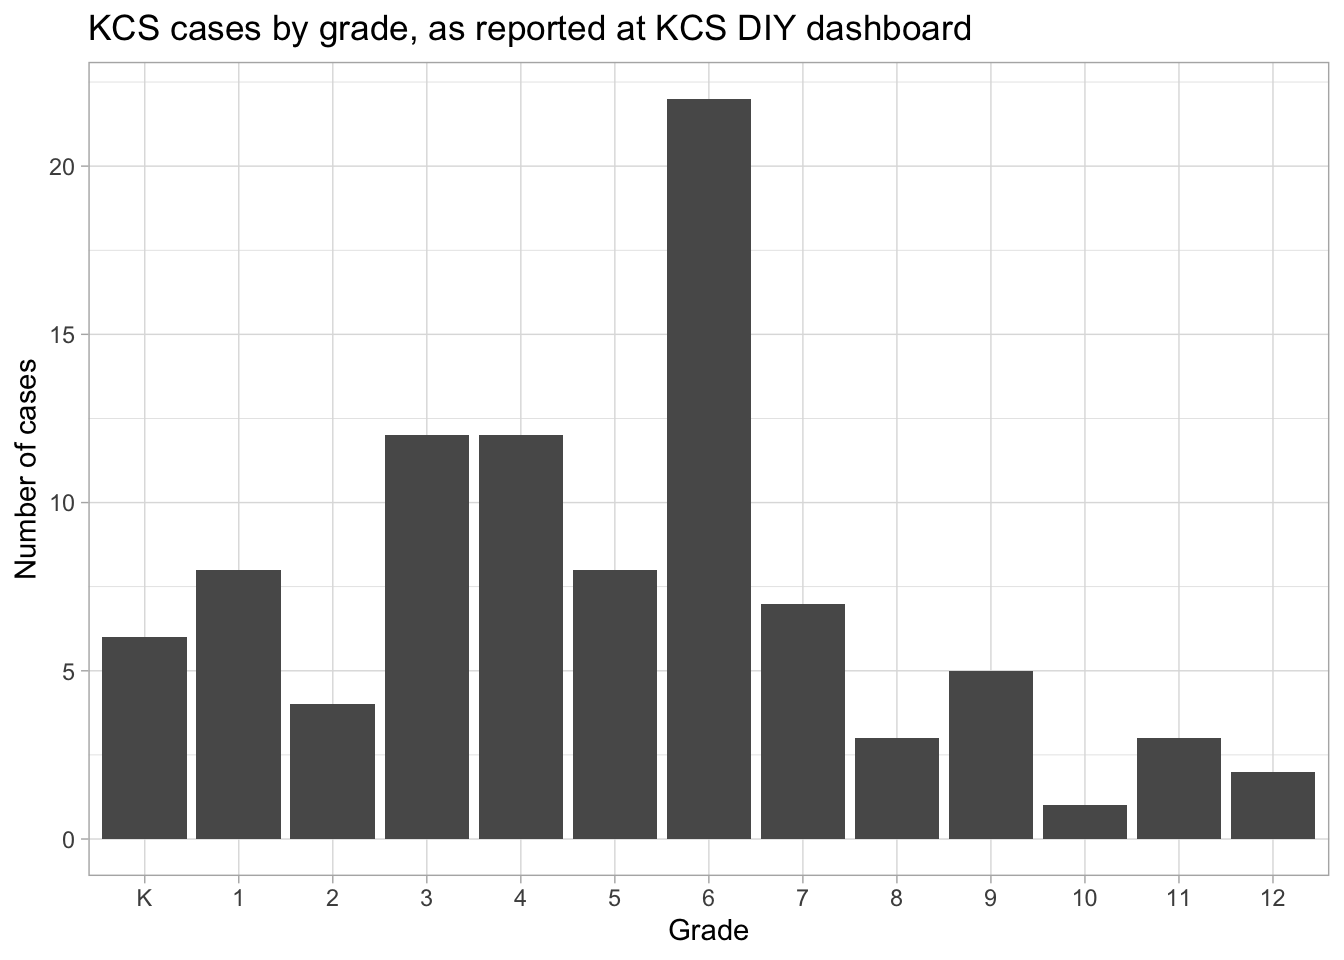 KCS cases by grade, as reported at KCS DIY dashboard
Number of cases
20
15
10
5
0
K 1 2 3 4 5 6 7 8 9 10 11 12
Grade